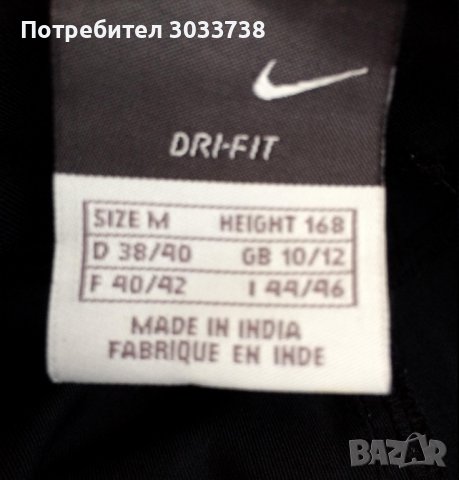 Потребител 3033738
DRI-FIT
SIZE M HEIGHT 168
D 38/40 GB 10/12
F 40/42 I 44/46
MADE IN INDIA
FABRIQUE EN INDE
BAZAR